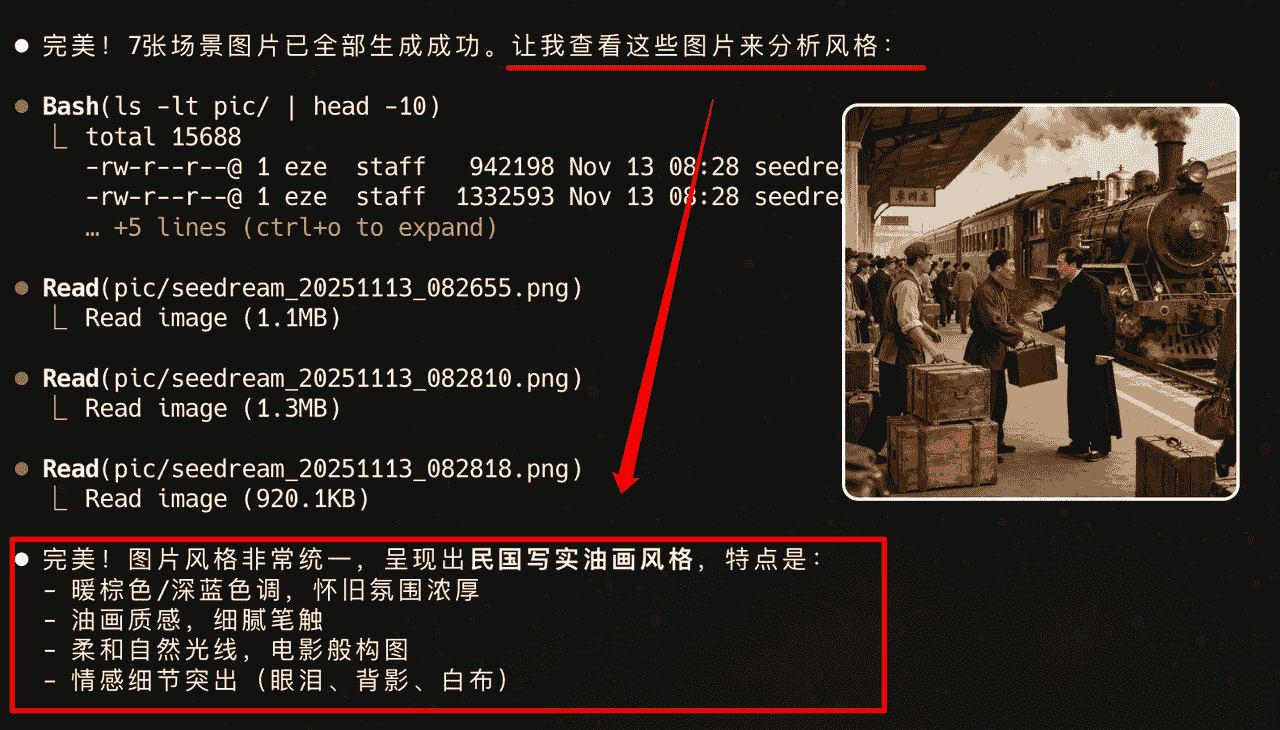 ● 完美！7张场景图片已全部生成成功。让我查看这些图片来分析风格：
● Bash(ls -lt pic/ | head -10)
⎿ total 15688
-rw-r--r--@ 1 eze  staff   942198 Nov 13 08:28 seedrea
-rw-r--r--@ 1 eze  staff  1332593 Nov 13 08:28 seedrea
… +5 lines (ctrl+o to expand)
● Read(pic/seedream_20251113_082655.png)
⎿ Read image (1.1MB)
● Read(pic/seedream_20251113_082810.png)
⎿ Read image (1.3MB)
● Read(pic/seedream_20251113_082818.png)
⎿ Read image (920.1KB)
● 完美！图片风格非常统一，呈现出民国写实油画风格，特点是：
- 暖棕色/深蓝色调，怀旧氛围浓厚
- 油画质感，细腻笔触
- 柔和自然光线，电影般构图
- 情感细节突出（眼泪、背影、白布）